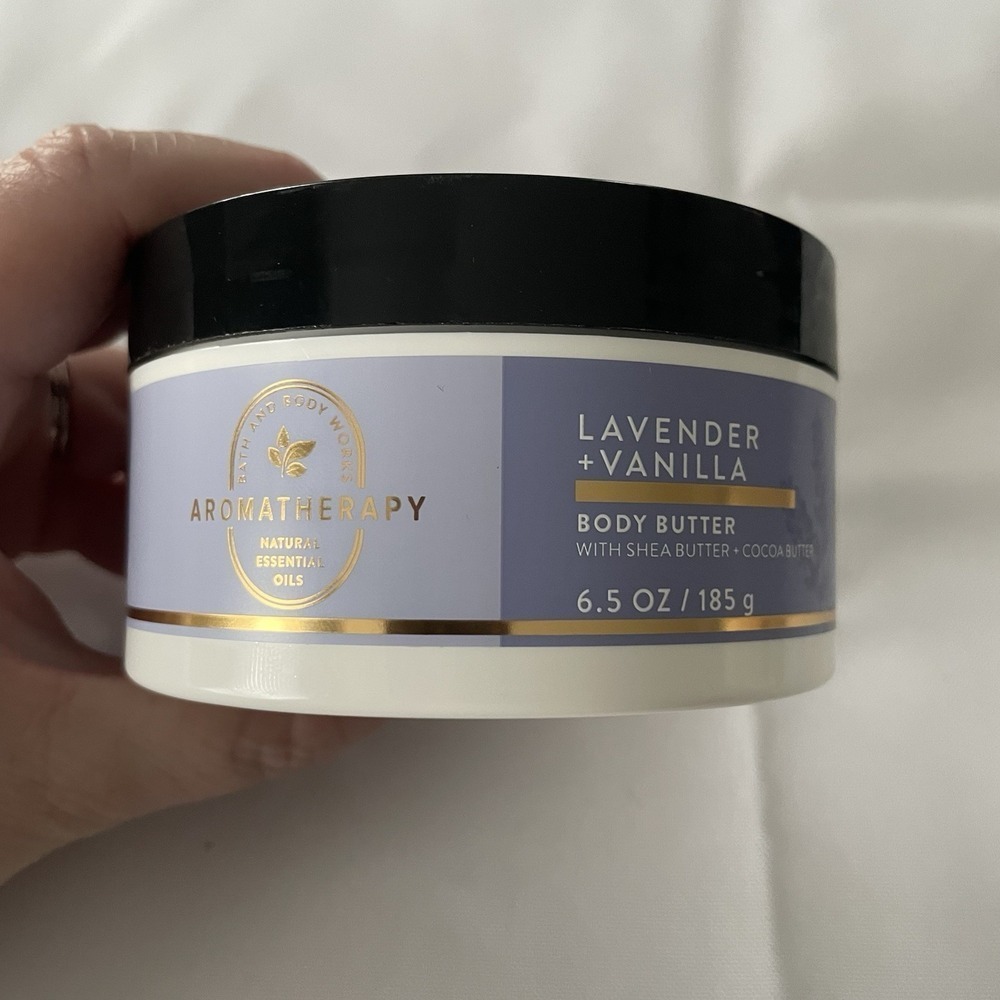 BATH AND BODY WORKS
AROMATHERAPY
NATURAL
ESSENTIAL
OILS
LAVENDER
+VANILLA
BODY BUTTER
WITH SHEA BUTTER + COCOA BUTTER
6.5 OZ / 185 g